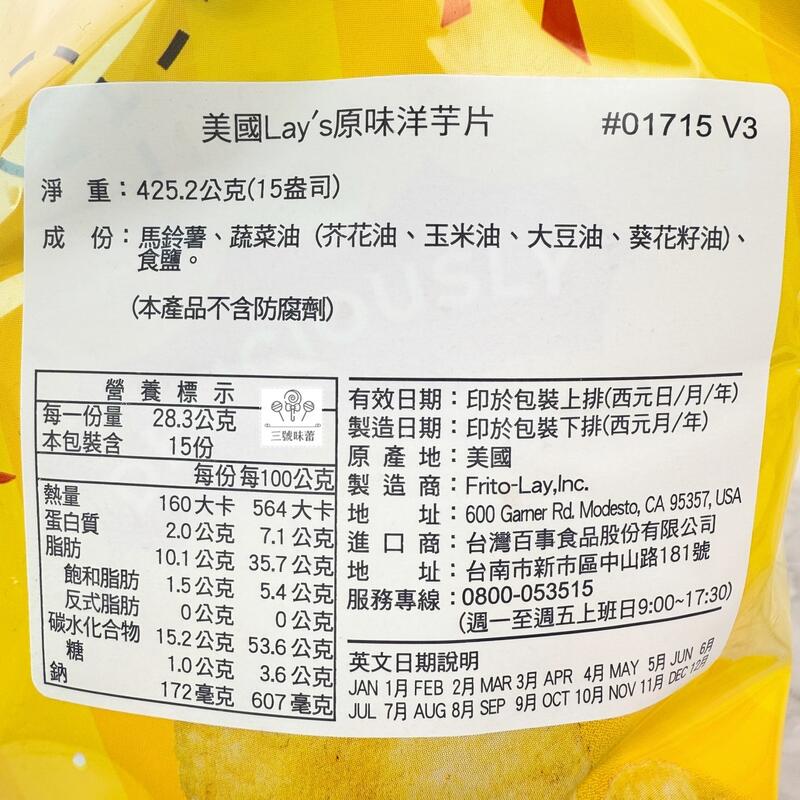 美國Lay's原味洋芋片 #01715 V3
淨 重：425.2公克(15盎司)
成 份：馬鈴薯、蔬菜油 (芥花油、玉米油、大豆油、葵花籽油)、
食鹽。
(本產品不含防腐劑)
營 養 標 示
每一份量 28.3公克
本包裝含 15份
每份 每100公克
熱量 160大卡 564大卡
蛋白質 2.0公克 7.1公克
脂肪 10.1公克 35.7公克
飽和脂肪 1.5公克 5.4公克
反式脂肪 0公克 0公克
碳水化合物 15.2公克 53.6公克
糖 1.0公克 3.6公克
鈉 172毫克 607毫克
三號味蕾
有效日期：印於包裝上排(西元日/月/年)
製造日期：印於包裝下排(西元月/年)
原 產 地：美國
製 造 商：Frito-Lay,Inc.
地 址：600 Garner Rd. Modesto, CA 95357, USA
進 口 商：台灣百事食品股份有限公司
地 址：台南市新市區中山路181號
服務專線：0800-053515
(週一至週五上班日9:00~17:30)
英文日期說明
JAN 1月 FEB 2月 MAR 3月 APR 4月 MAY 5月 JUN 6月
JUL 7月 AUG 8月 SEP 9月 OCT 10月 NOV 11月 DEC 12月